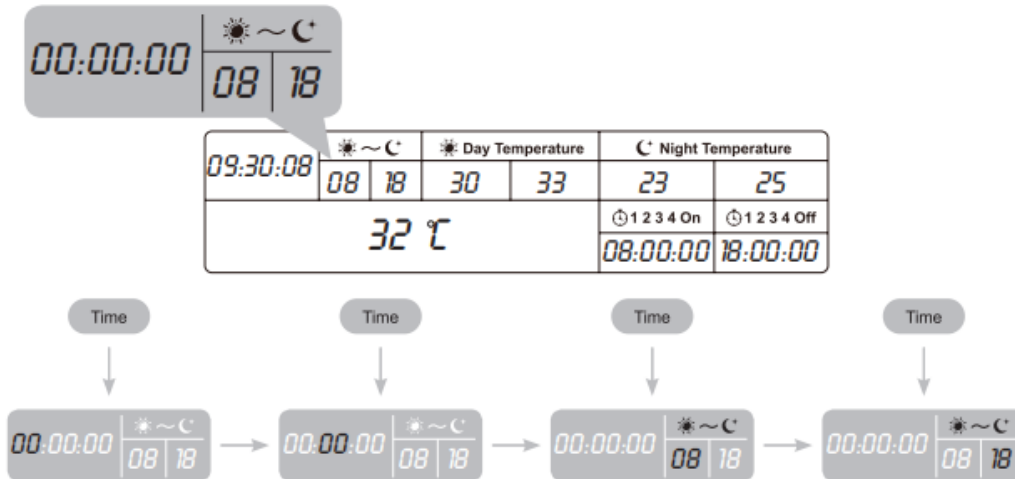 00:00:00 08 18
Day Temperature Night Temperature
09:30:08 08 18 30 33 23 25
1 2 3 4 On 1 2 3 4 Off
32 ℃
08:00:00 18:00:00
Time Time Time Time
00:00:00 08 18 00:00:00 08 18 00:00:00 08 18 00:00:00 08 18